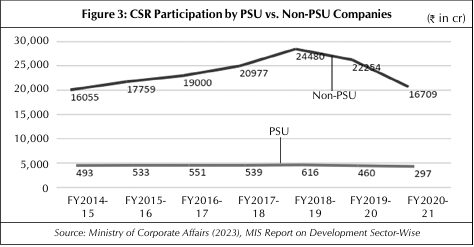 Figure 3: CSR Participation by PSU vs. Non-PSU Companies
(₹ in cr)
30,000
25,000
20,000
15,000
10,000
5,000
0
16055
17759
19000
20977
24480
22254
16709
Non-PSU
PSU
493
533
551
539
616
460
297
FY2014-
15
FY2015-
16
FY2016-
17
FY2017-
18
FY2018-
19
FY2019-
20
FY2020-
21
Source: Ministry of Corporate Affairs (2023), MIS Report on Development Sector-Wise